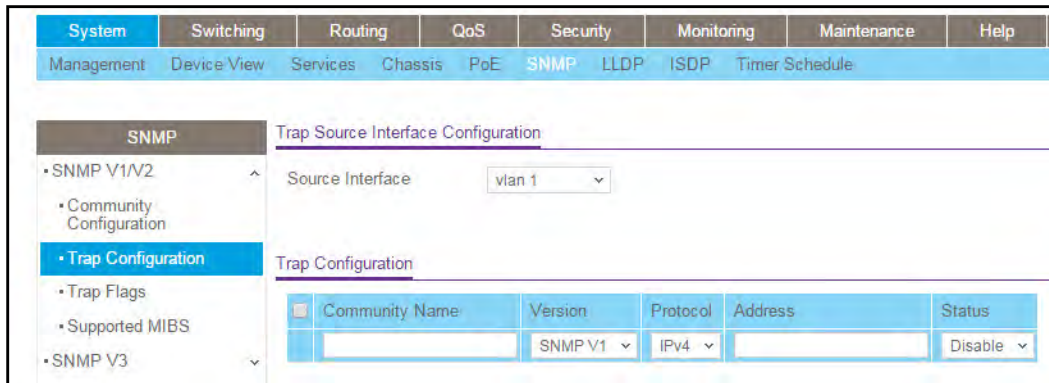 System Switching Routing QoS Security Monitoring Maintenance Help
Management Device View Services Chassis PoE SNMP LLDP ISDP Timer Schedule
SNMP
• SNMP V1/V2
• Community
Configuration
• Trap Configuration
• Trap Flags
• Supported MIBS
• SNMP V3
Trap Source Interface Configuration
Source Interface vlan 1
Trap Configuration
Community Name Version Protocol Address Status
SNMP V1 IPv4 Disable